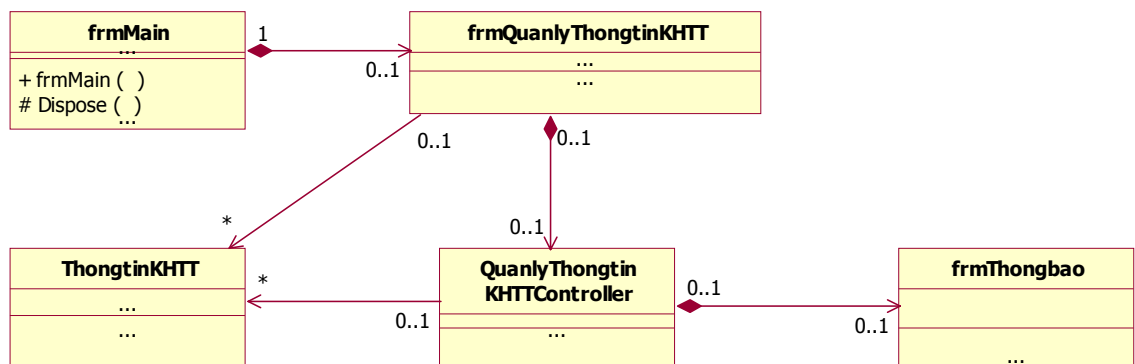 frmMain
...
+ frmMain ( )
# Dispose ( )
...
1
0..1
frmQuanlyThongtinKHTT
...
...
0..1
*
0..1
0..1
ThongtinKHTT
...
...
*
0..1
QuanlyThongtin
KHTTController
...
0..1
0..1
frmThongbao
...